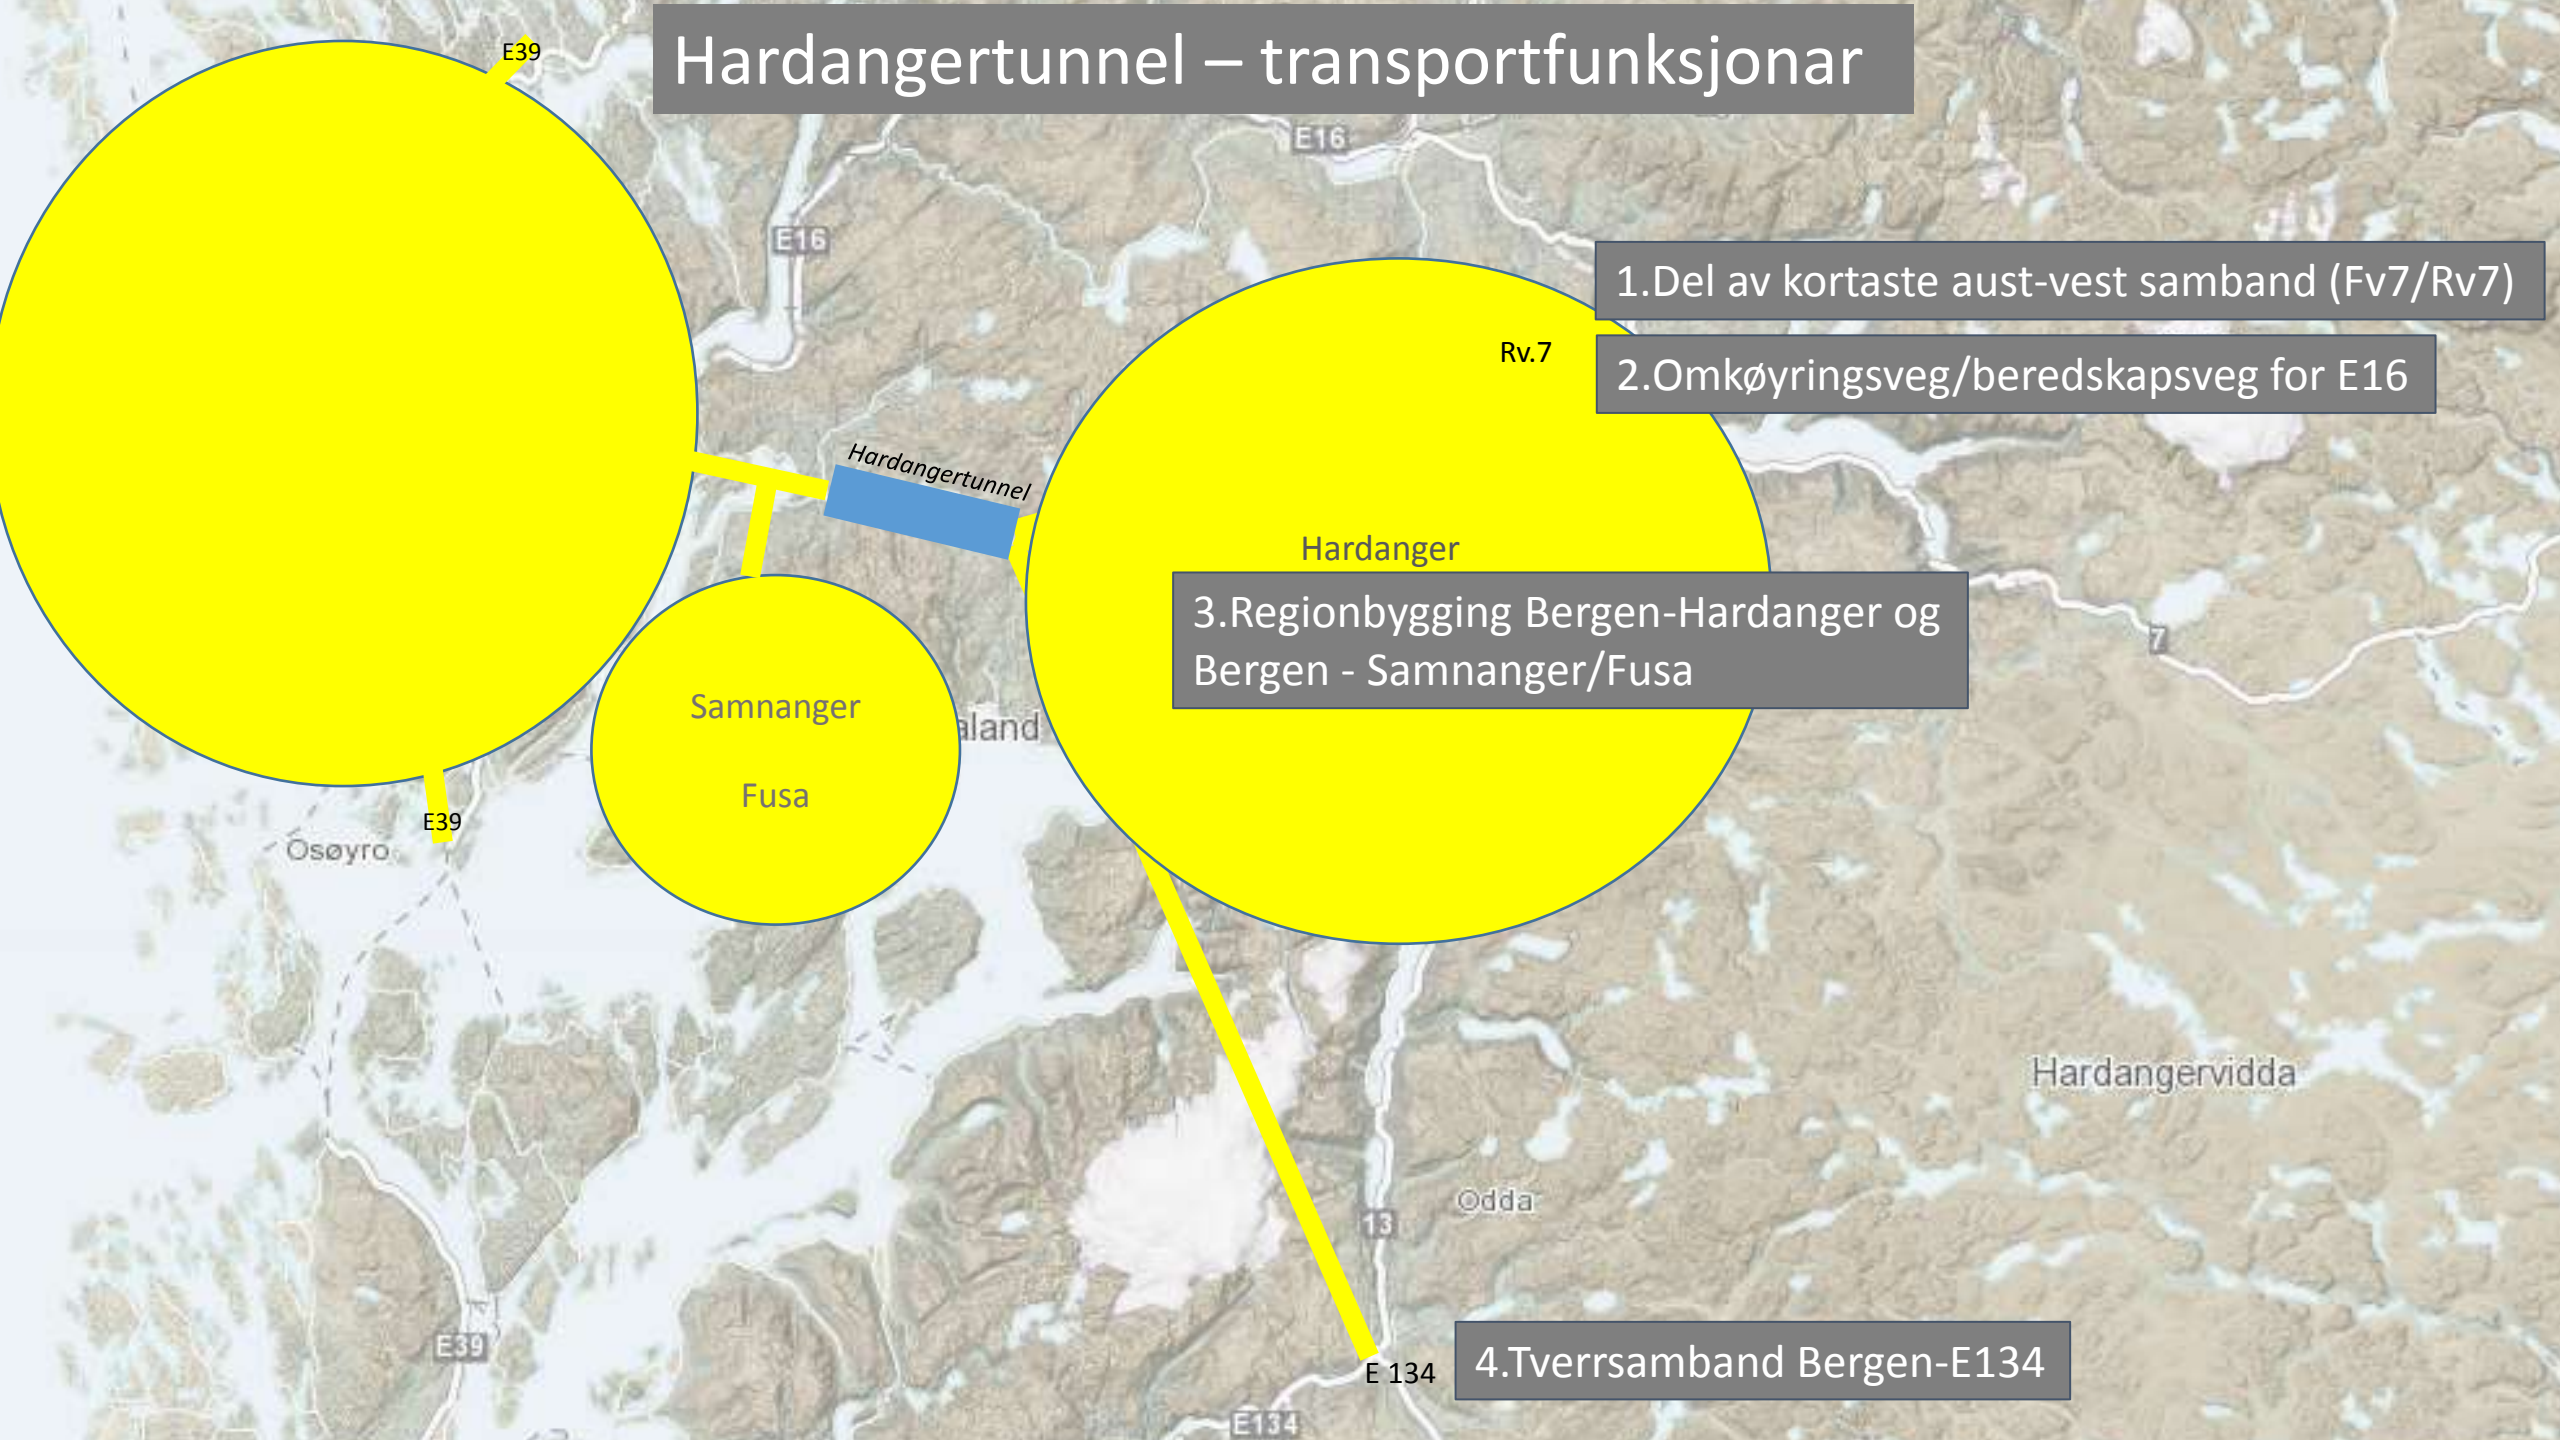 Hardangertunnel – transportfunksjonar
E39
E16
E16
1.Del av kortaste aust-vest samband (Fv7/Rv7)
Rv.7
2.Omkøyringsveg/beredskapsveg for E16
Hardangertunnel
Hardanger
3.Regionbygging Bergen-Hardanger og
Bergen - Samnanger/Fusa
7
Samnanger
aland
Fusa
E39
Osøyro
Hardangervidda
Odda
13
E39
E 134
4.Tverrsamband Bergen-E134
E134